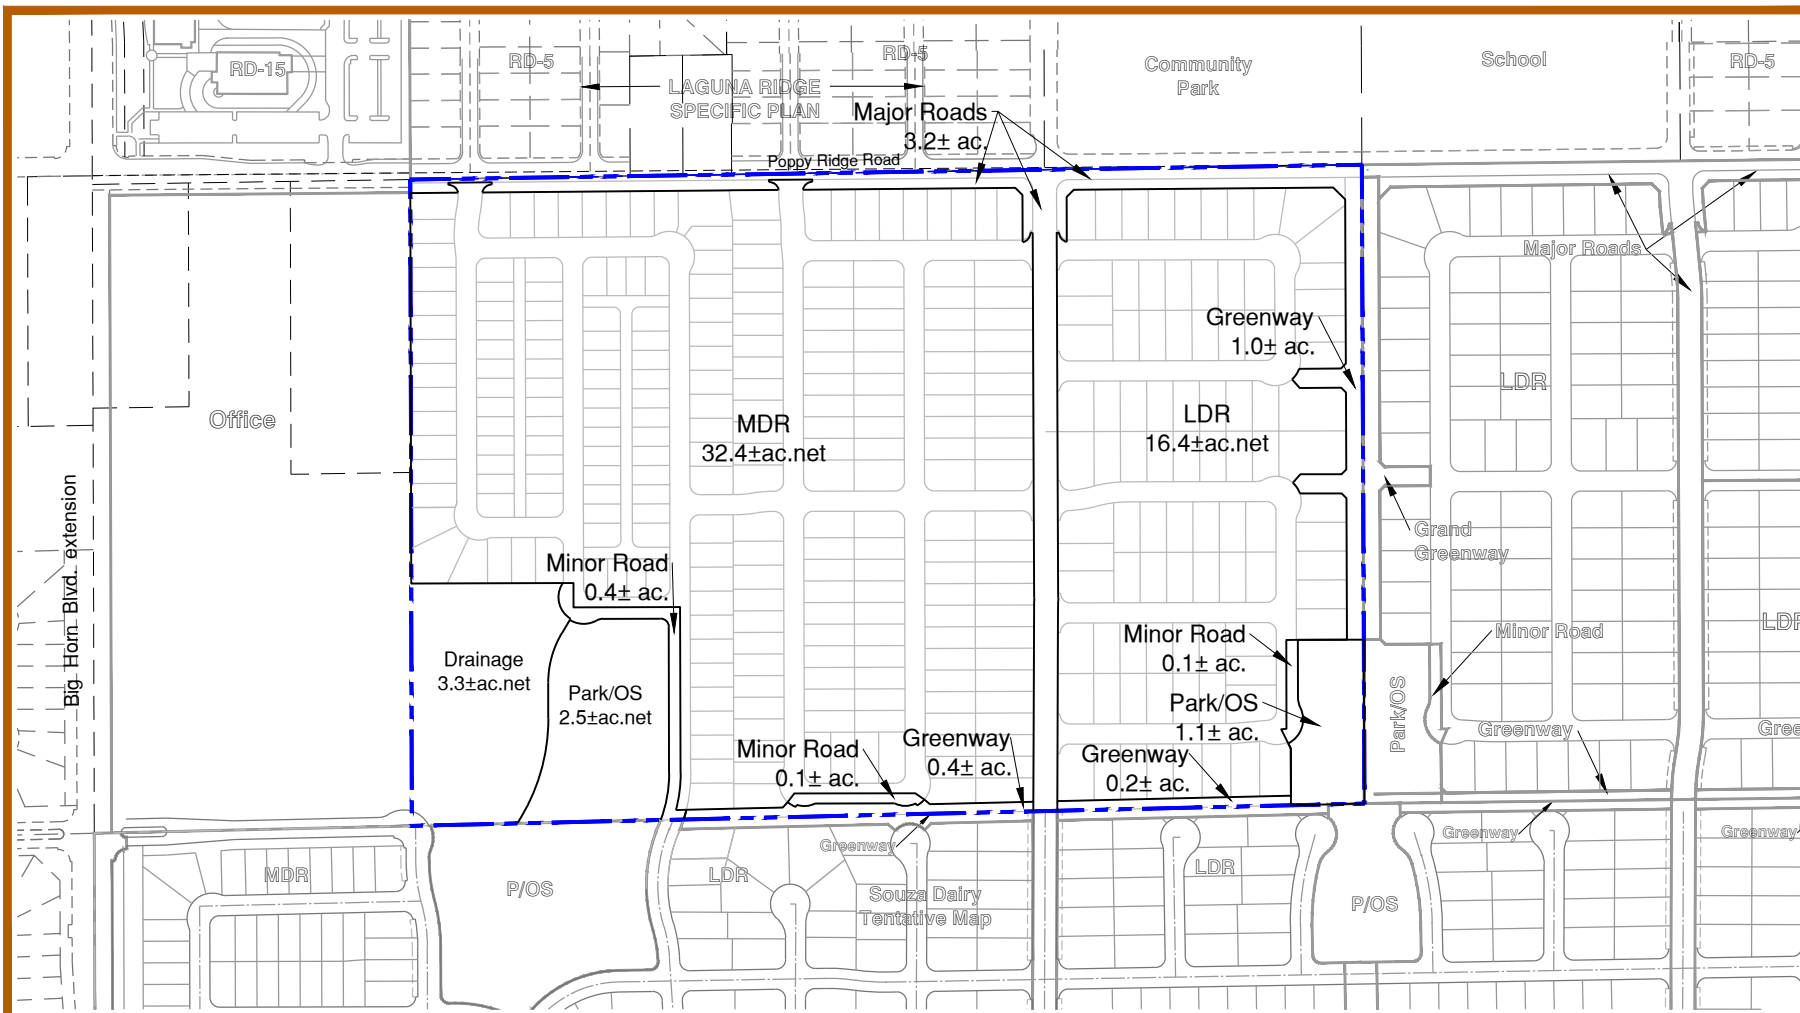 RD-15
RD-5
RD-5
LAGUNA RIDGE
SPECIFIC PLAN
Community
Park
School
RD-5
Major Roads
3.2± ac.
Poppy Ridge Road
Major Roads
Greenway
1.0± ac.
LDR
Office
MDR
32.4±ac.net
LDR
16.4±ac.net
Big Horn Blvd. extension
Grand
Greenway
Minor Road
0.4± ac.
Drainage
3.3±ac.net
Park/OS
2.5±ac.net
Minor Road
0.1± ac.
Park/OS
1.1± ac.
Minor Road
LDR
Park/OS
Greenway
Gree
Minor Road
0.1± ac.
Greenway
0.4± ac.
Greenway
0.2± ac.
Greenway
Greenway
Greenway
MDR
P/OS
LDR
Souza Dairy
Tentative Map
LDR
P/OS